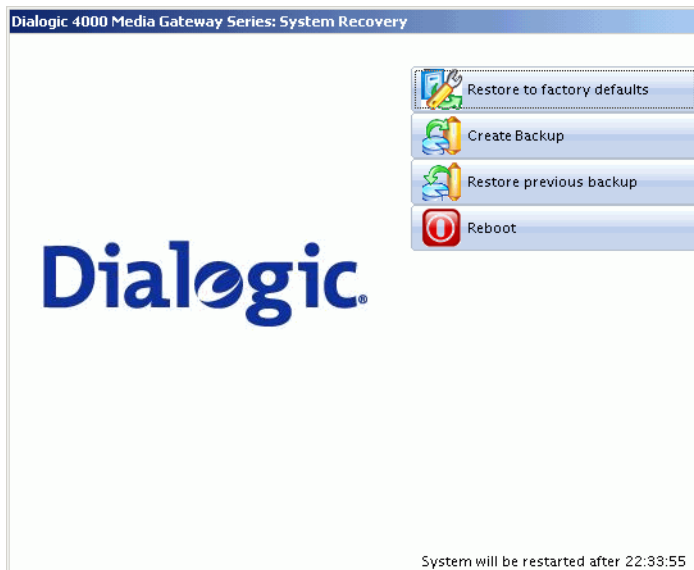 Dialogic 4000 Media Gateway Series: System Recovery
Restore to factory defaults
Create Backup
Restore previous backup
Reboot
Dialogic®
System will be restarted after 22:33:55